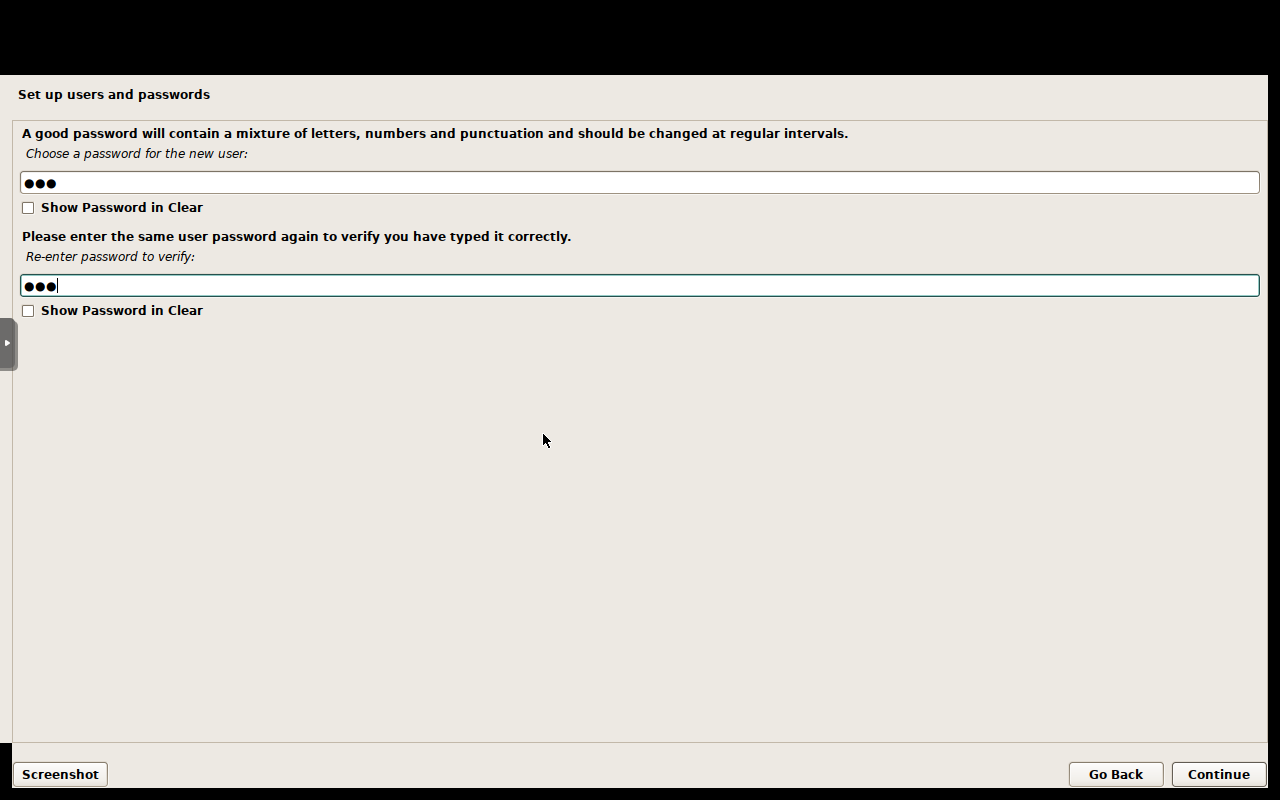 Set up users and passwords
A good password will contain a mixture of letters, numbers and punctuation and should be changed at regular intervals.
Choose a password for the new user:
●●●
Show Password in Clear
Please enter the same user password again to verify you have typed it correctly.
Re-enter password to verify:
●●●
Show Password in Clear
Screenshot Go Back Continue